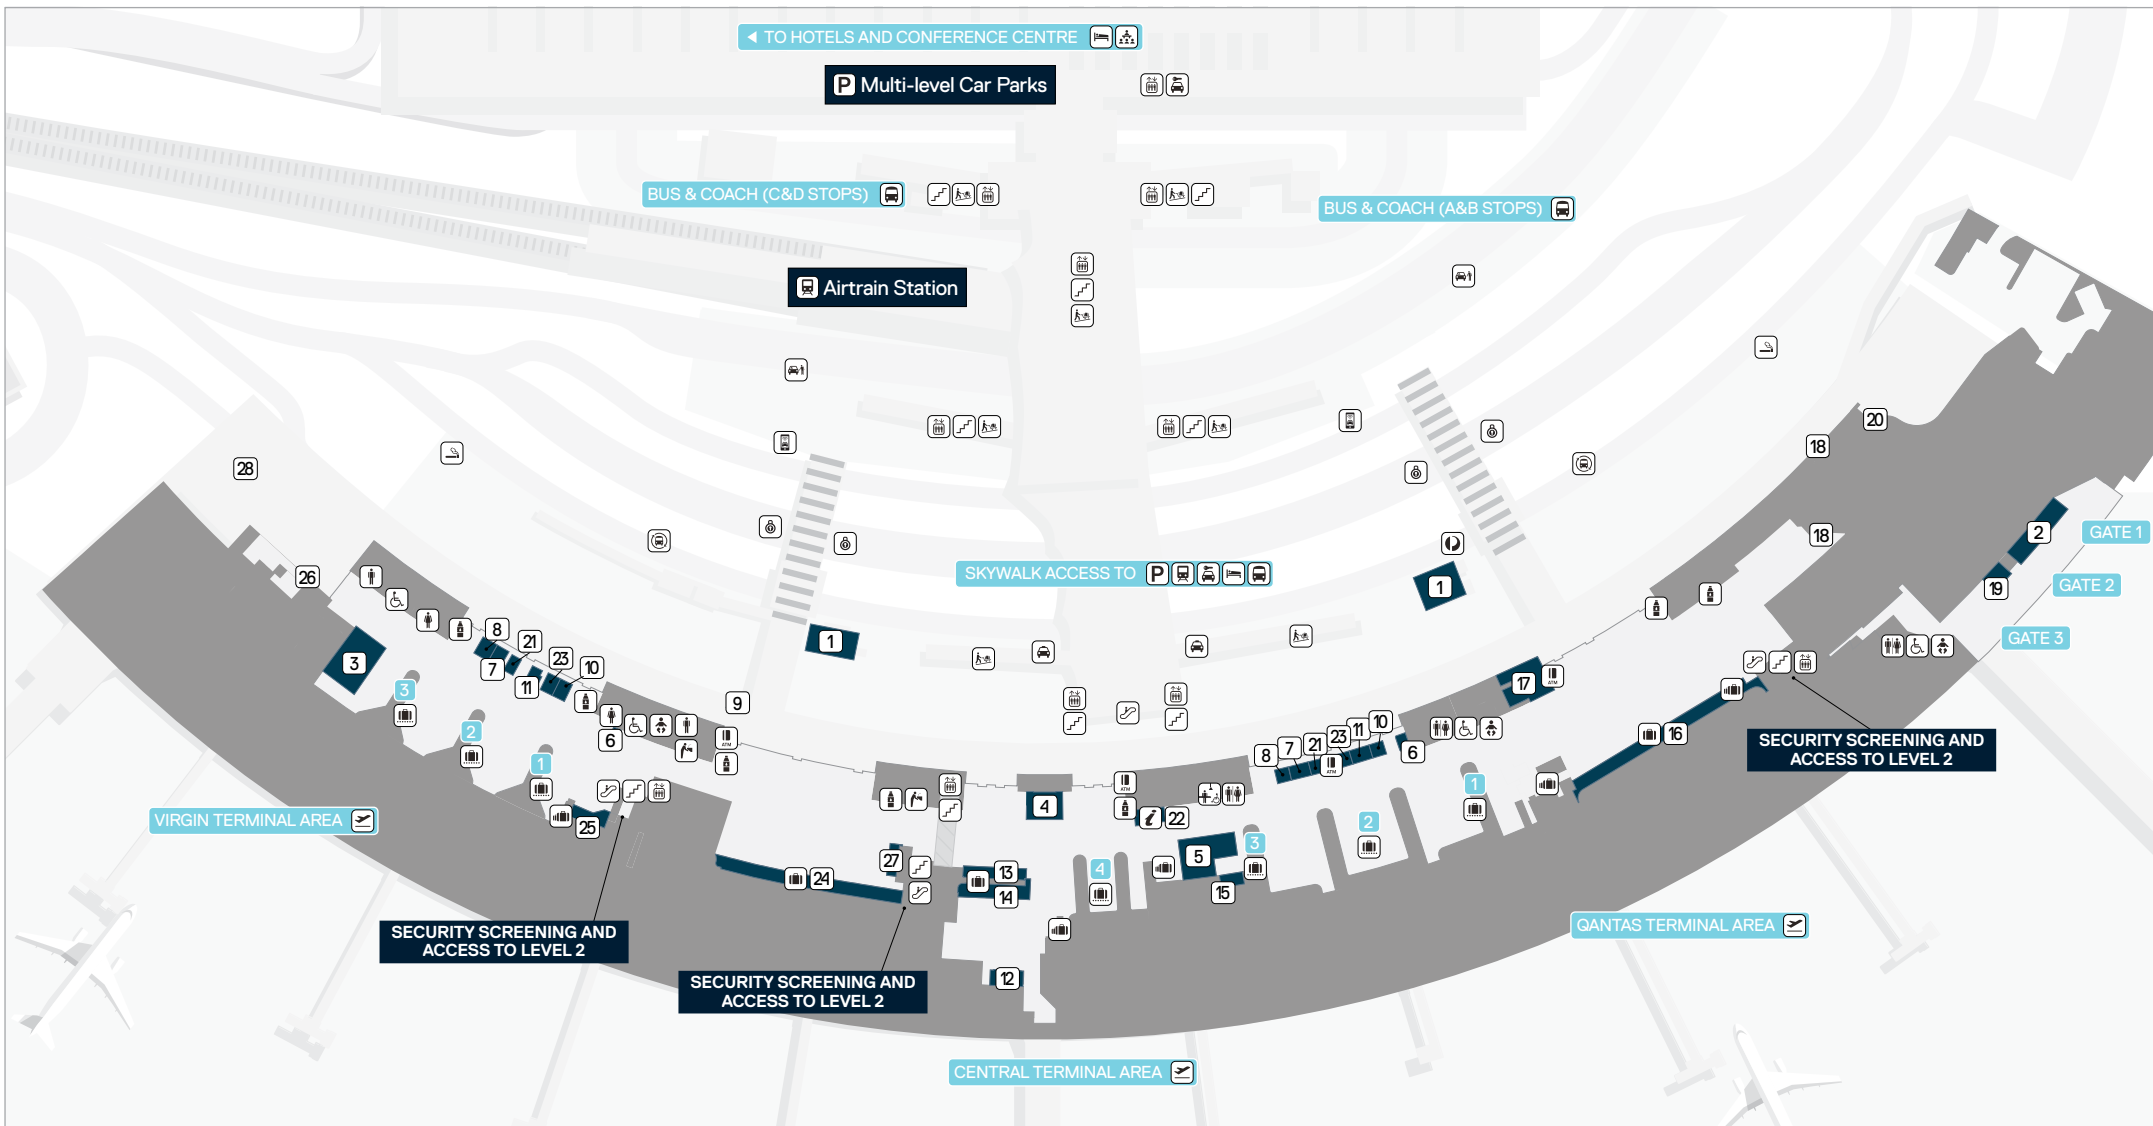 TO HOTELS AND CONFERENCE CENTRE
P Multi-level Car Parks
BUS & COACH (C&D STOPS)
BUS & COACH (A&B STOPS)
Airtrain Station
20
18
28
18
2
GATE 1
SKYWALK ACCESS TO P
1
GATE 2
26
19
8
21
1
GATE 3
3
7
23
10
11
3
17
ATM
9
2
6
ATM
10
11
23
21
7
8
6
ATM
16
SECURITY SCREENING AND
ACCESS TO LEVEL 2
1
1
ATM
4
i 22
VIRGIN TERMINAL AREA
25
2
3
5
27
13
4
24
14
15
QANTAS TERMINAL AREA
SECURITY SCREENING AND
ACCESS TO LEVEL 2
12
SECURITY SCREENING AND
ACCESS TO LEVEL 2
CENTRAL TERMINAL AREA